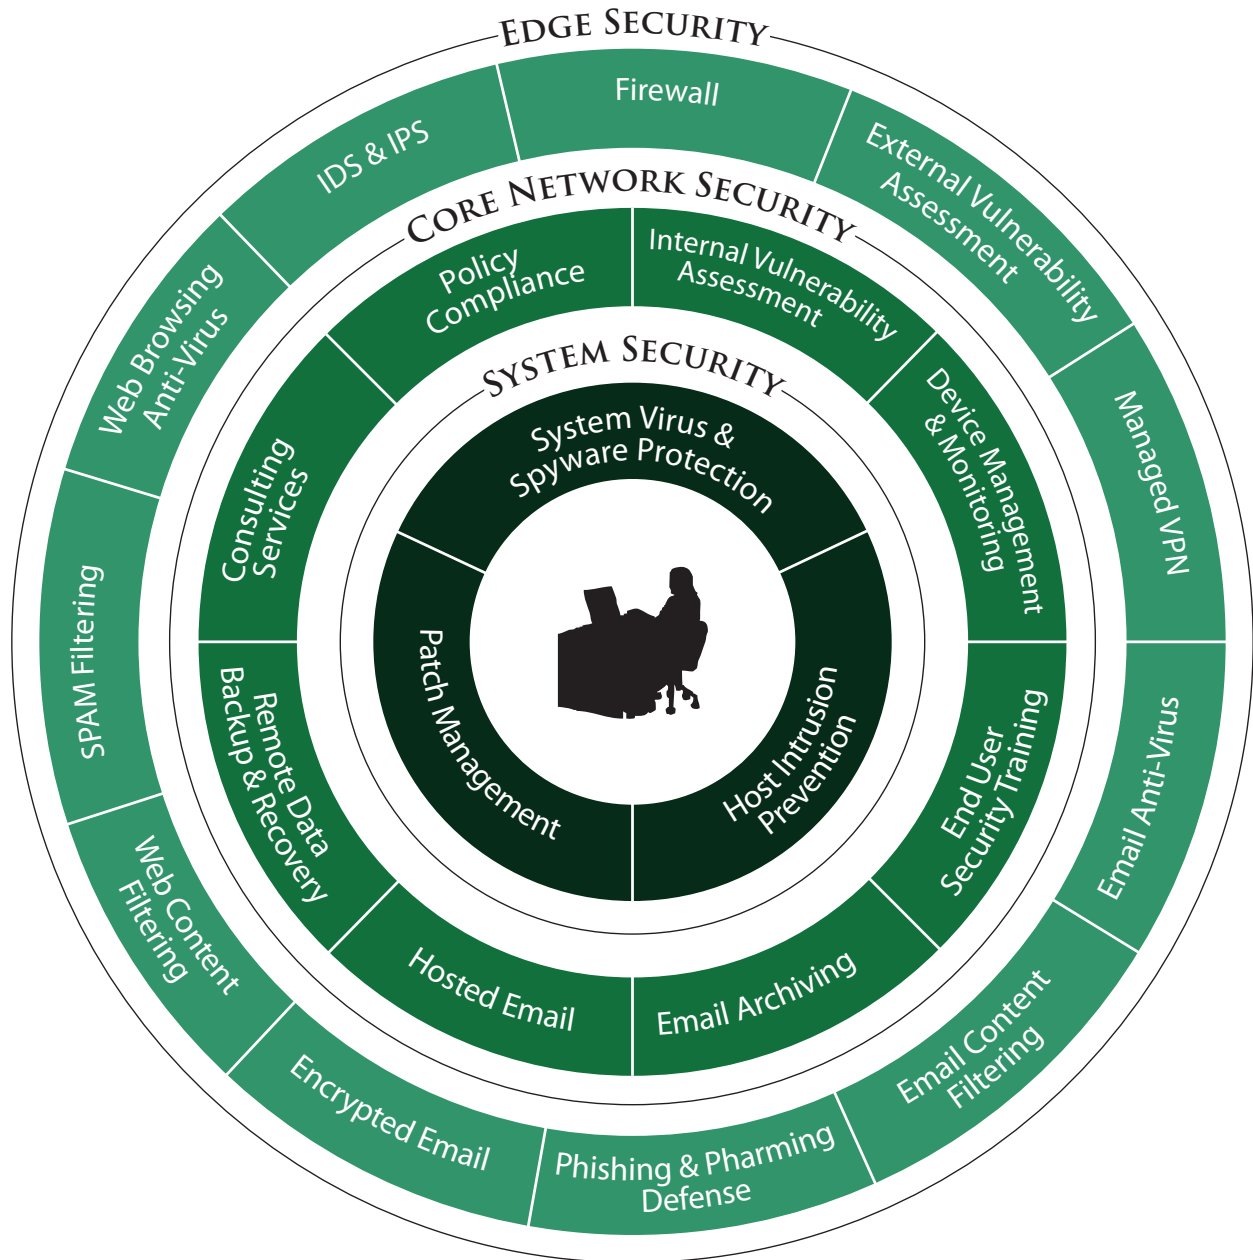 EDGE SECURITY
Firewall
External Vulnerability
Assessment
Managed VPN
Email Anti-Virus
Email Content
Filtering
Phishing & Pharming
Defense
Encrypted Email
Web Content
Filtering
SPAM Filtering
Web Browsing
Anti-Virus
IDS & IPS
CORE NETWORK SECURITY
Internal Vulnerability
Assessment
Device Management
& Monitoring
End User
Security Training
Email Archiving
Hosted Email
Remote Data
Backup & Recovery
Consulting
Services
Policy
Compliance
SYSTEM SECURITY
System Virus &
Spyware Protection
Host Intrusion
Prevention
Patch Management